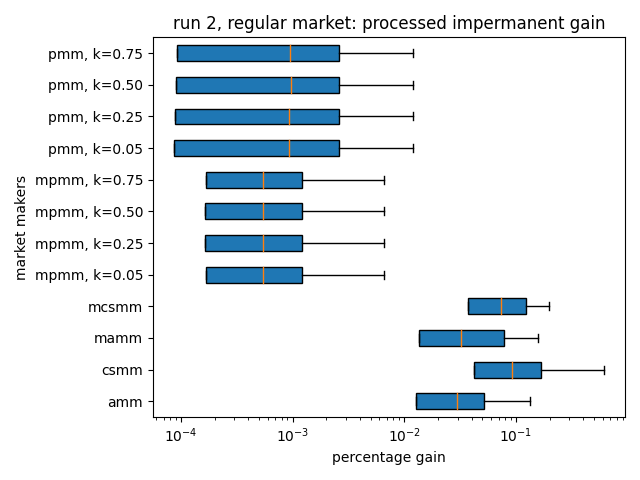 run 2, regular market: processed impermanent gain
market makers
pmm, k=0.75
pmm, k=0.50
pmm, k=0.25
pmm, k=0.05
mpmm, k=0.75
mpmm, k=0.50
mpmm, k=0.25
mpmm, k=0.05
mcsmm
mamm
csmm
amm
10⁻⁴ 10⁻³ 10⁻² 10⁻¹
percentage gain